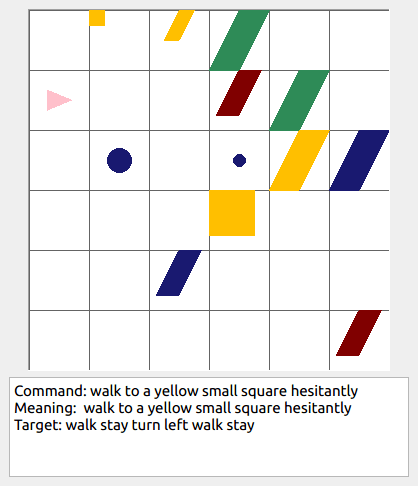 Command: walk to a yellow small square hesitantly
Meaning: walk to a yellow small square hesitantly
Target: walk stay turn left walk stay